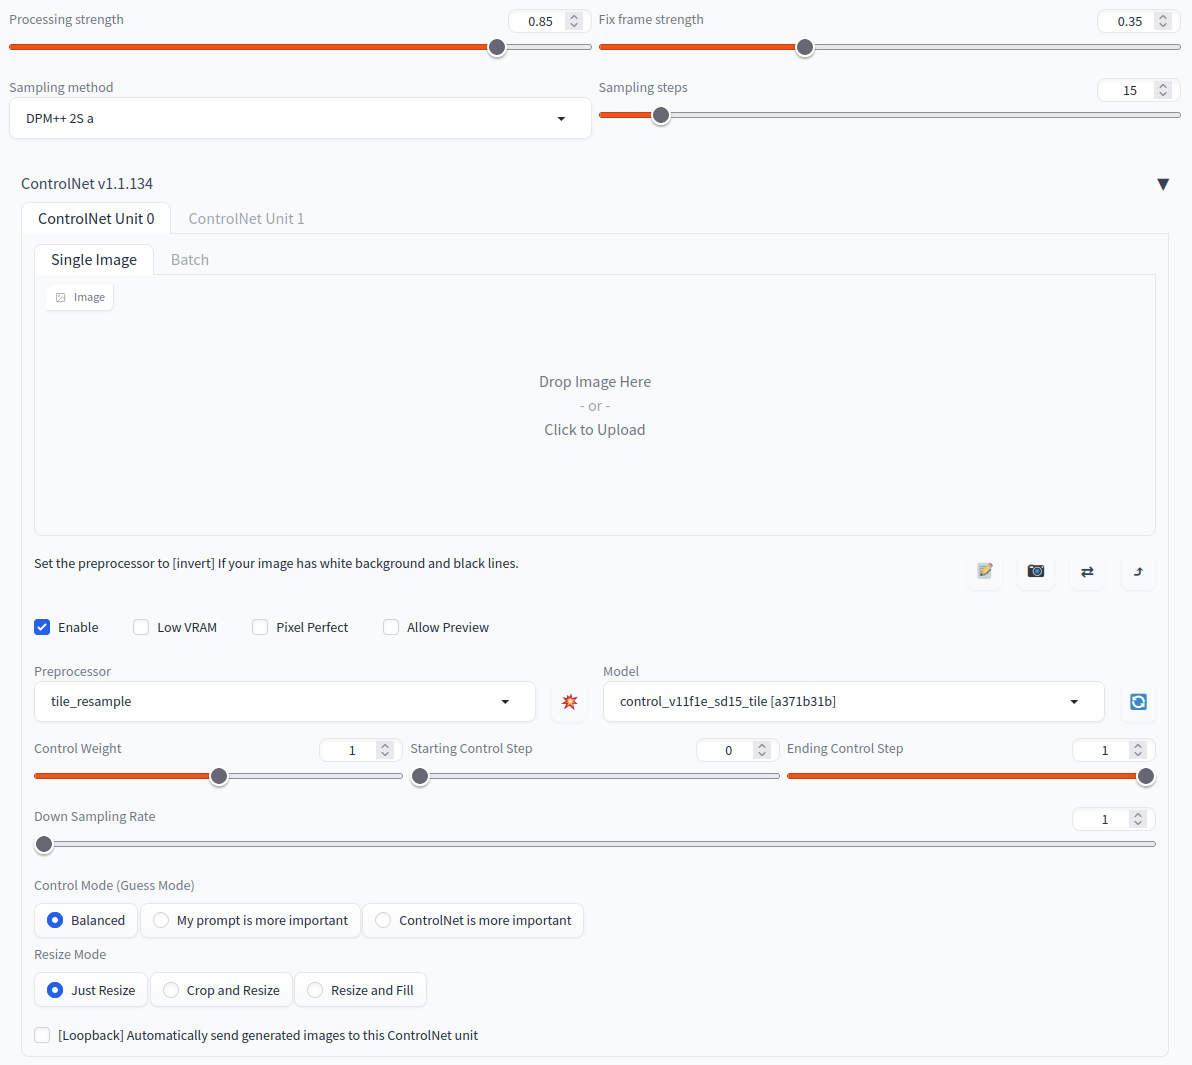 Processing strength
0.85
Fix frame strength
0.35
Sampling method
DPM++ 2S a
Sampling steps
15
ControlNet v1.1.134
ControlNet Unit 0
ControlNet Unit 1
Single Image
Batch
Image
Drop Image Here
- or -
Click to Upload
Set the preprocessor to [invert] If your image has white background and black lines.
Enable
Low VRAM
Pixel Perfect
Allow Preview
Preprocessor
tile_resample
Model
control_v11f1e_sd15_tile [a371b31b]
Control Weight
1
Starting Control Step
0
Ending Control Step
1
Down Sampling Rate
1
Control Mode (Guess Mode)
Balanced
My prompt is more important
ControlNet is more important
Resize Mode
Just Resize
Crop and Resize
Resize and Fill
[Loopback] Automatically send generated images to this ControlNet unit